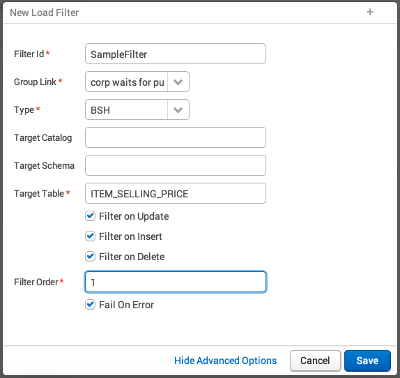 New Load Filter +
Filter Id * SampleFilter
Group Link * corp waits for pu
Type * BSH
Target Catalog
Target Schema
Target Table * ITEM_SELLING_PRICE
Filter on Update
Filter on Insert
Filter on Delete
Filter Order * 1
Fail On Error
Hide Advanced Options Cancel Save